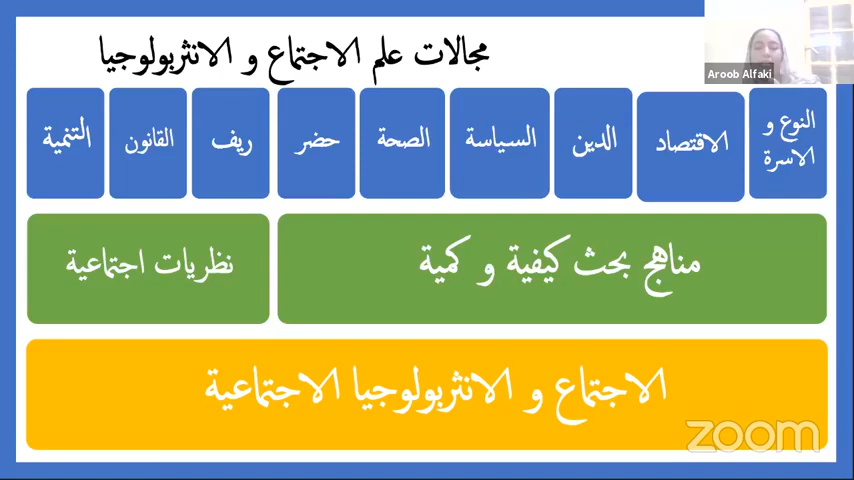 مجالات علم الاجتماع و الانثربولوجيا
Aroob Alfaki
النوع و
الاسرة
الاقتصاد
الدين
السياسة
الصحة
حضر
ريف
القانون
التنمية
مناهج بحث كيفية و كمية
نظريات اجتماعية
الاجتماع و الانثربولوجيا الاجتماعية
zoom